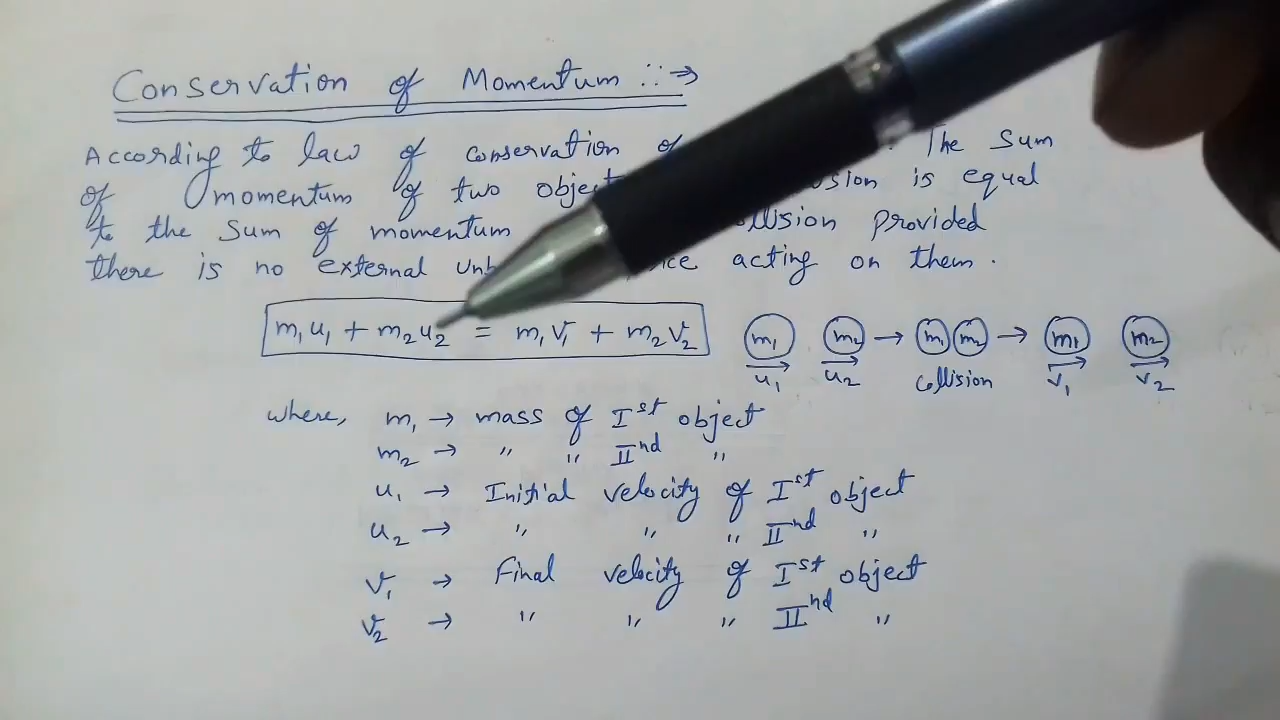 Conservation of Momentum ::⇒
According to law of conservation of The Sum
of momentum of two is equal
to the Sum of momentum provided
there is no external acting on them.
m₁u₁ + m₂u₂ = m₁v₁ + m₂v₂
m₁ m₂ → m₁ m₂ → m₁ m₂
u₁ u₂ collision v₁ v₂
where, m₁ → mass of Iˢᵗ object
m₂ → " " IIⁿᵈ "
u₁ → Initial velocity of Iˢᵗ object
u₂ → " " " IIⁿᵈ "
v₁ → Final velocity of Iˢᵗ object
v₂ → " " " IIⁿᵈ "